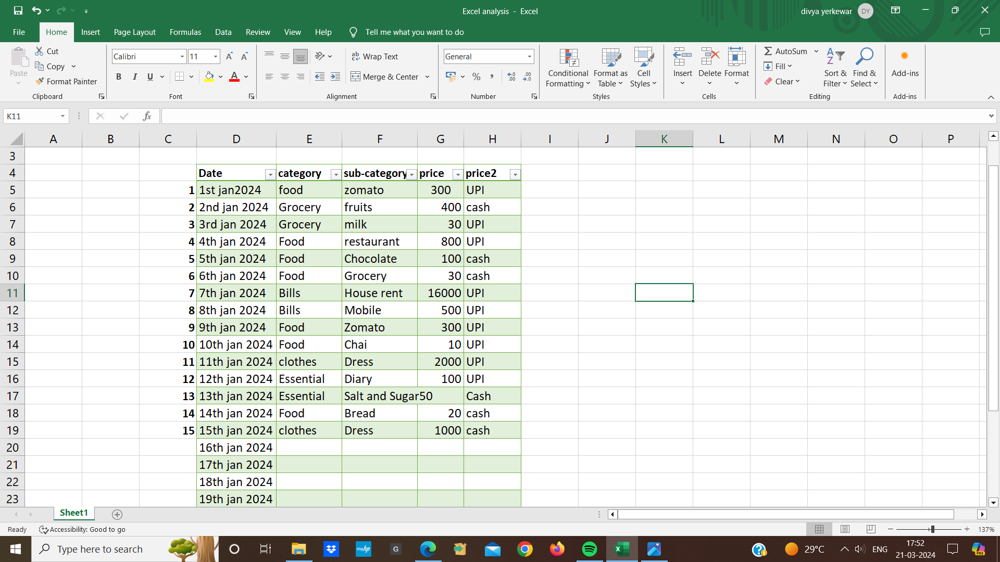 Excel analysis - Excel
divya yerkewar DY
File Home Insert Page Layout Formulas Data Review View Help Tell me what you want to do
Paste
Cut
Copy
Format Painter
Clipboard
Calibri 11
B I U
Font
Wrap Text
Merge & Center
Alignment
General
Number
Conditional Formatting
Format as Table
Cell Styles
Styles
Insert Delete Format
Cells
AutoSum
Fill
Clear
Sort & Filter
Find & Select
Editing
Add-ins
Add-ins
K11 fx
A B C D E F G H I J K L M N O P
3
4 Date category sub-category price price2
5 1 1st jan2024 food zomato 300 UPI
6 2 2nd jan 2024 Grocery fruits 400 cash
7 3 3rd jan 2024 Grocery milk 30 UPI
8 4 4th jan 2024 Food restaurant 800 UPI
9 5 5th jan 2024 Food Chocolate 100 cash
10 6 6th jan 2024 Food Grocery 30 cash
11 7 7th jan 2024 Bills House rent 16000 UPI
12 8 8th jan 2024 Bills Mobile 500 UPI
13 9 9th jan 2024 Food Zomato 300 UPI
14 10 10th jan 2024 Food Chai 10 UPI
15 11 11th jan 2024 clothes Dress 2000 UPI
16 12 12th jan 2024 Essential Diary 100 UPI
17 13 13th jan 2024 Essential Salt and Sugar50 Cash
18 14 14th jan 2024 Food Bread 20 cash
19 15 15th jan 2024 clothes Dress 1000 cash
20 16th jan 2024
21 17th jan 2024
22 18th jan 2024
23 19th jan 2024
Sheet1
Ready Accessibility: Good to go 137%
Type here to search
myhp
G
29°C
ENG
17:52
21-03-2024
PRE